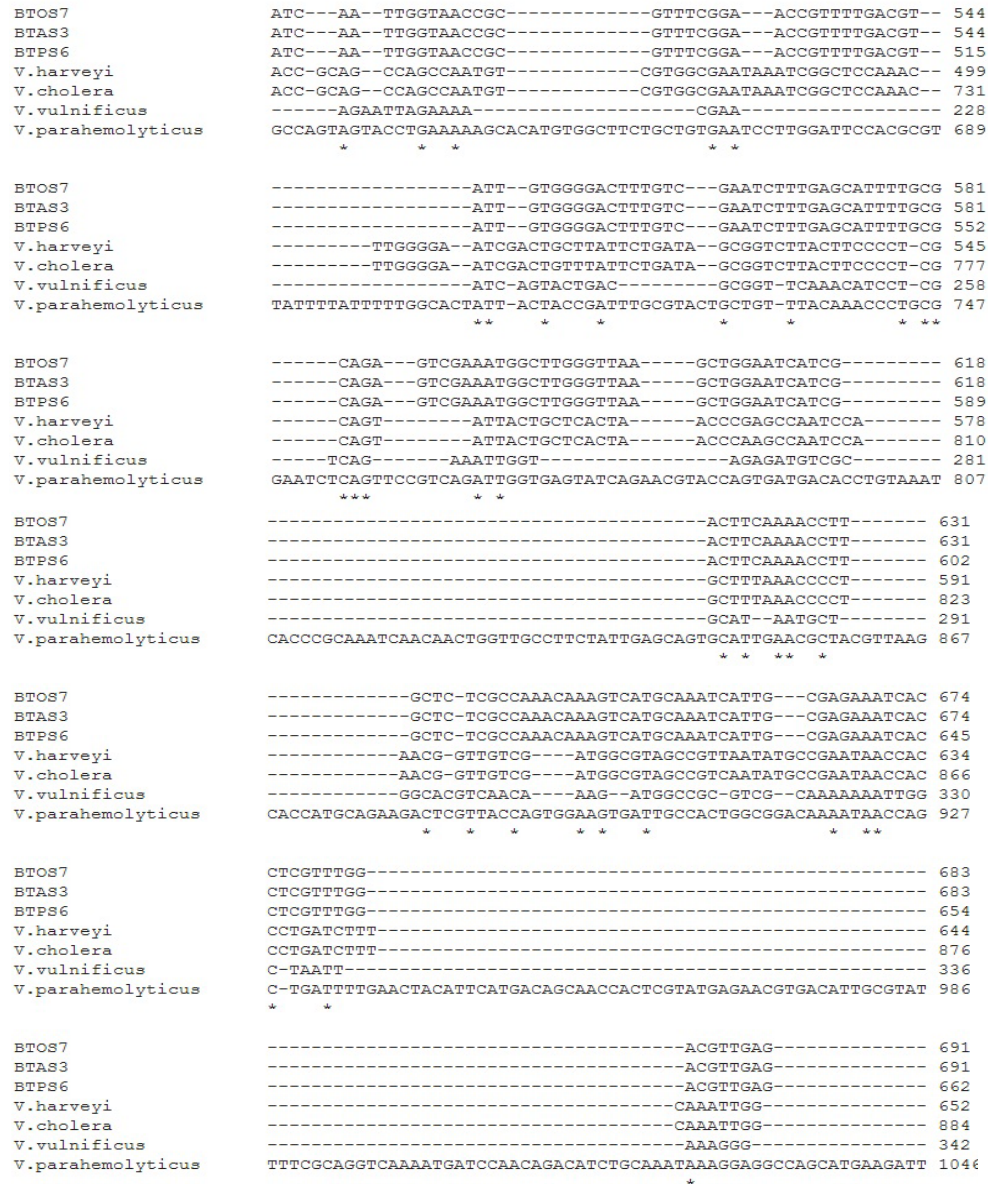 BTOS7 ATC---AA--TTGGTAACCGC-------------GTTTCGGA---ACCGTTTTGACGT-- 544
BTAS3 ATC---AA--TTGGTAACCGC-------------GTTTCGGA---ACCGTTTTGACGT-- 544
BTPS6 ATC---AA--TTGGTAACCGC-------------GTTTCGGA---ACCGTTTTGACGT-- 515
V.harveyi ACC-GCAG--CCAGCCAATGT------------CGTGGCGAATAAATCGGCTCCAAAC-- 499
V.cholera ACC-GCAG--CCAGCCAATGT------------CGTGGCGAATAAATCGGCTCCAAAC-- 731
V.vulnificus ------AGAATTAGAAAA--------------------CGAA------------------ 228
V.parahemolyticus GCCAGTAGTACCTGAAAAAGCACATGTGGCTTCTGCTGTGAATCCTTGGATTCCACGCGT 689
* * * * *
BTOS7 ------------------ATT--GTGGGGACTTTGTC---GAATCTTTGAGCATTTTGCG 581
BTAS3 ------------------ATT--GTGGGGACTTTGTC---GAATCTTTGAGCATTTTGCG 581
BTPS6 ------------------ATT--GTGGGGACTTTGTC---GAATCTTTGAGCATTTTGCG 552
V.harveyi ---------TTGGGGA--ATCGACTGCTTATTCTGATA--GCGGTCTTACTTCCCCT-CG 545
V.cholera ---------TTGGGGA--ATCGACTGTTTATTCTGATA--GCGGTCTTACTTCCCCT-CG 777
V.vulnificus ------------------ATC-AGTACTGAC---------GCGGT-TCAAACATCCT-CG 258
V.parahemolyticus TATTTTATTTTTGGCACTATT-ACTACCGATTTGCGTACTGCTGT-TTACAAACCCTGCG 747
** * * * * * **
BTOS7 ------CAGA---GTCGAAATGGCTTGGGTTAA-----GCTGGAATCATCG--------- 618
BTAS3 ------CAGA---GTCGAAATGGCTTGGGTTAA-----GCTGGAATCATCG--------- 618
BTPS6 ------CAGA---GTCGAAATGGCTTGGGTTAA-----GCTGGAATCATCG--------- 589
V.harveyi ------CAGT--------ATTACTGCTCACTA------ACCCGAGCCAATCCA------- 578
V.cholera ------CAGT--------ATTACTGCTCACTA------ACCCAAGCCAATCCA------- 810
V.vulnificus -----TCAG-------AAATTGGT-----------------AGAGATGTCGC-------- 281
V.parahemolyticus GAATCTCAGTTCCGTCAGATTGGTGAGTATCAGAACGTACCAGTGATGACACCTGTAAAT 807
*** * *
BTOS7 ----------------------------------------ACTTCAAAACCTT------- 631
BTAS3 ----------------------------------------ACTTCAAAACCTT------- 631
BTPS6 ----------------------------------------ACTTCAAAACCTT------- 602
V.harveyi ----------------------------------------GCTTTAAACCCCT------- 591
V.cholera ----------------------------------------GCTTTAAACCCCT------- 823
V.vulnificus ----------------------------------------GCAT--AATGCT-------- 291
V.parahemolyticus CACCCGCAAATCAACAACTGGTTGCCTTCTATTGAGCAGTGCATTGAACGCTACGTTAAG 867
* * ** *
BTOS7 -------------GCTC-TCGCCAAACAAAGTCATGCAAATCATTG---CGAGAAATCAC 674
BTAS3 -------------GCTC-TCGCCAAACAAAGTCATGCAAATCATTG---CGAGAAATCAC 674
BTPS6 -------------GCTC-TCGCCAAACAAAGTCATGCAAATCATTG---CGAGAAATCAC 645
V.harveyi ------------AACG-GTTGTCG----ATGGCGTAGCCGTTAATATGCCGAATAACCAC 634
V.cholera ------------AACG-GTTGTCG----ATGGCGTAGCCGTCAATATGCCGAATAACCAC 866
V.vulnificus ------------GGCACGTCAACA----AAG--ATGGCCGC-GTCG--CAAAAAAATTGG 330
V.parahemolyticus CACCATGCAGAAGACTCGTTACCAGTGGAAGTGATTGCCACTGGCGGACAAAATAACCAG 927
* * * * * * * **
BTOS7 CTCGTTTGG--------------------------------------------------- 683
BTAS3 CTCGTTTGG--------------------------------------------------- 683
BTPS6 CTCGTTTGG--------------------------------------------------- 654
V.harveyi CCTGATCTTT-------------------------------------------------- 644
V.cholera CCTGATCTTT-------------------------------------------------- 876
V.vulnificus C-TAATT----------------------------------------------------- 336
V.parahemolyticus C-TGATTTTGAACTACATTCATGACAGCAACCACTCGTATGAGAACGTGACATTGCGTAT 986
* *
BTOS7 --------------------------------------ACGTTGAG-------------- 691
BTAS3 --------------------------------------ACGTTGAG-------------- 691
BTPS6 --------------------------------------ACGTTGAG-------------- 662
V.harveyi -------------------------------------CAAATTGG--------------- 652
V.cholera -------------------------------------CAAATTGG--------------- 884
V.vulnificus --------------------------------------AAAGGG---------------- 342
V.parahemolyticus TTTCGCAGGTCAAAATGATCCAACAGACATCTGCAAATAAAGGAGGCCAGCATGAAGATT 1046
*